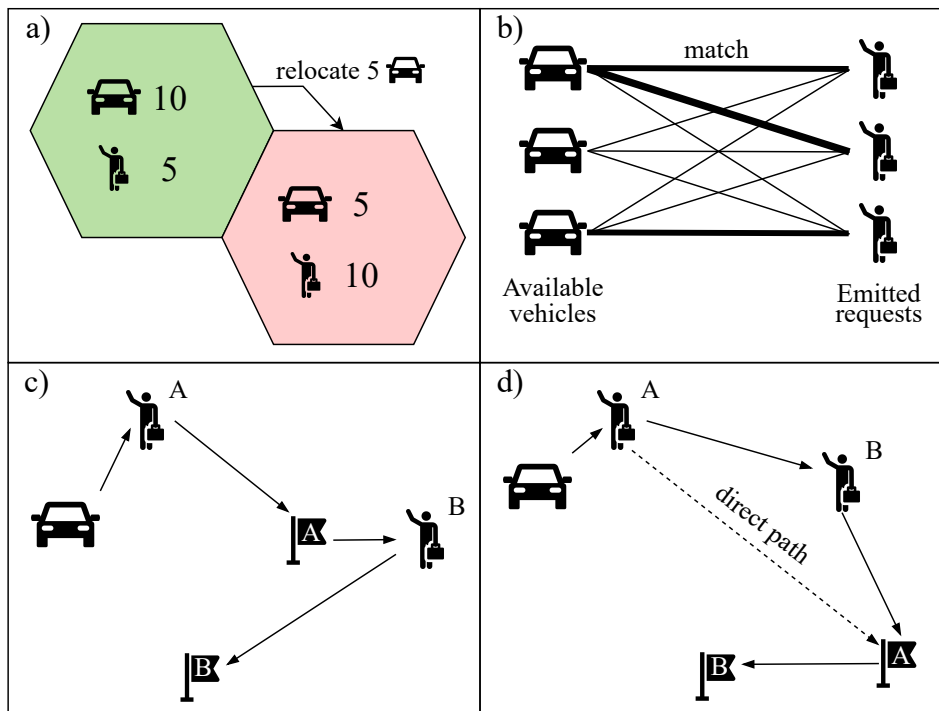 a)
relocate 5
10
5
5
10
b)
match
Available
vehicles
Emitted
requests
c)
A
B
A
B
d)
A
B
direct path
A
B